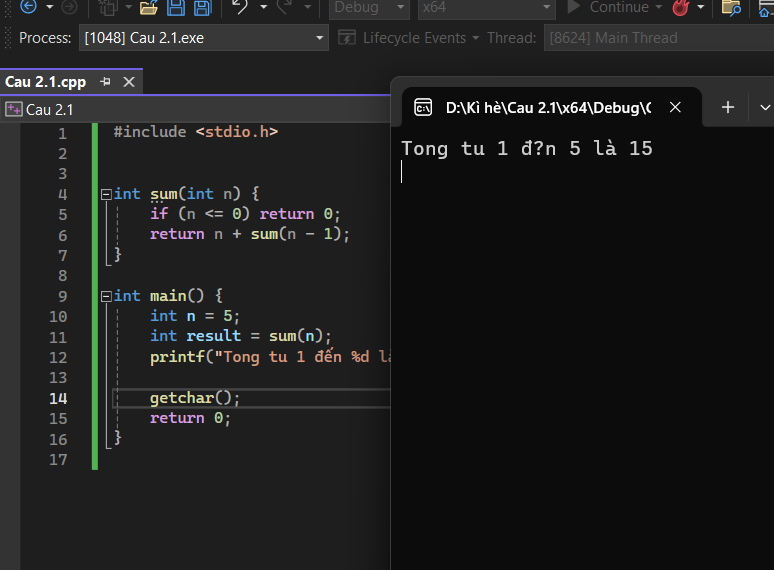 Debug x64 Continue
Process: [1048] Cau 2.1.exe Lifecycle Events Thread: [8624] Main Thread
Cau 2.1.cpp
Cau 2.1
1 #include <stdio.h>
2
3
4 int sum(int n) {
5 if (n <= 0) return 0;
6 return n + sum(n - 1);
7 }
8
9 int main() {
10 int n = 5;
11 int result = sum(n);
12 printf("Tong tu 1 đến %d là
13
14 getchar();
15 return 0;
16 }
17
D:\Kì hè\Cau 2.1\x64\Debug\
Tong tu 1 đ?n 5 là 15